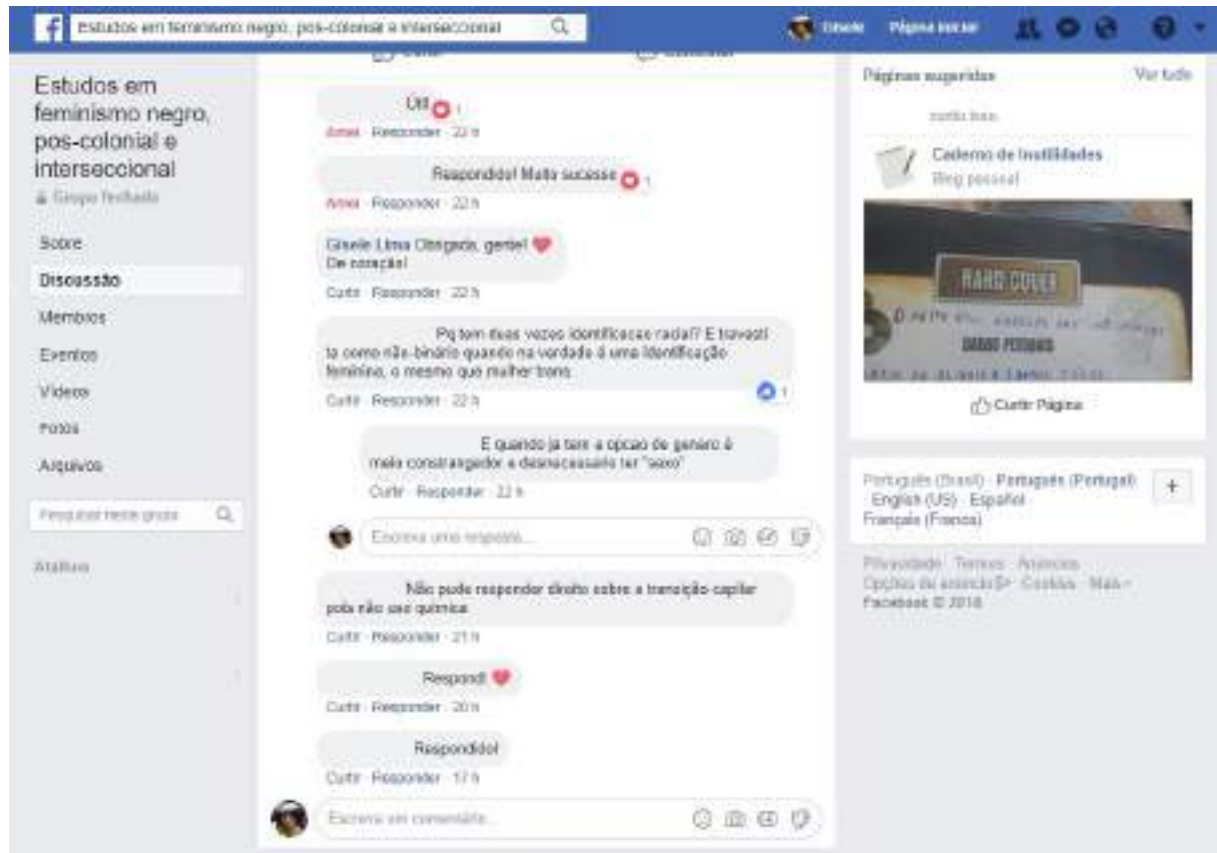 Estudos em feminismo negro, pos-colonial e interseccional
Gisele Página inicial
Estudos em
feminismo negro,
pos-colonial e
interseccional
Grupo fechado
Sobre
Discussão
Membros
Eventos
Vídeos
Fotos
Arquivos
Pesquisar neste grupo
Atalhos
Amei Responder 22 h
Respondido! Muito sucesso 1
Amei Responder 22 h
Gisele Lima Obrigada, gente!
De coração!
Curtir Responder 22 h
Pq tem duas vezes identificacao racial? E travesti
ta como não-binário quando na verdade é uma identificação
feminina, o mesmo que mulher trans
Curtir Responder 22 h
1
E quando ja tem a opcao de genero é
meio constrangedor e desnecessario ter "sexo"
Curtir Responder 22 h
Escreva uma resposta...
Não pude responder direito sobre a transição capilar
pois não uso quimica
Curtir Responder 21 h
Respondi
Curtir Responder 20 h
Respondido!
Curtir Responder 17 h
Escreva um comentário...
Páginas sugeridas Ver tudo
Caderno de Inutilidades
Blog pessoal
HARD COVER
DADOS PESSOAIS
Curtir Página
Português (Brasil) Português (Portugal)
English (US) Español
Français (France)
Privacidade Termos Anúncios
Opções de anúncio Cookies Mais
Facebook © 2018